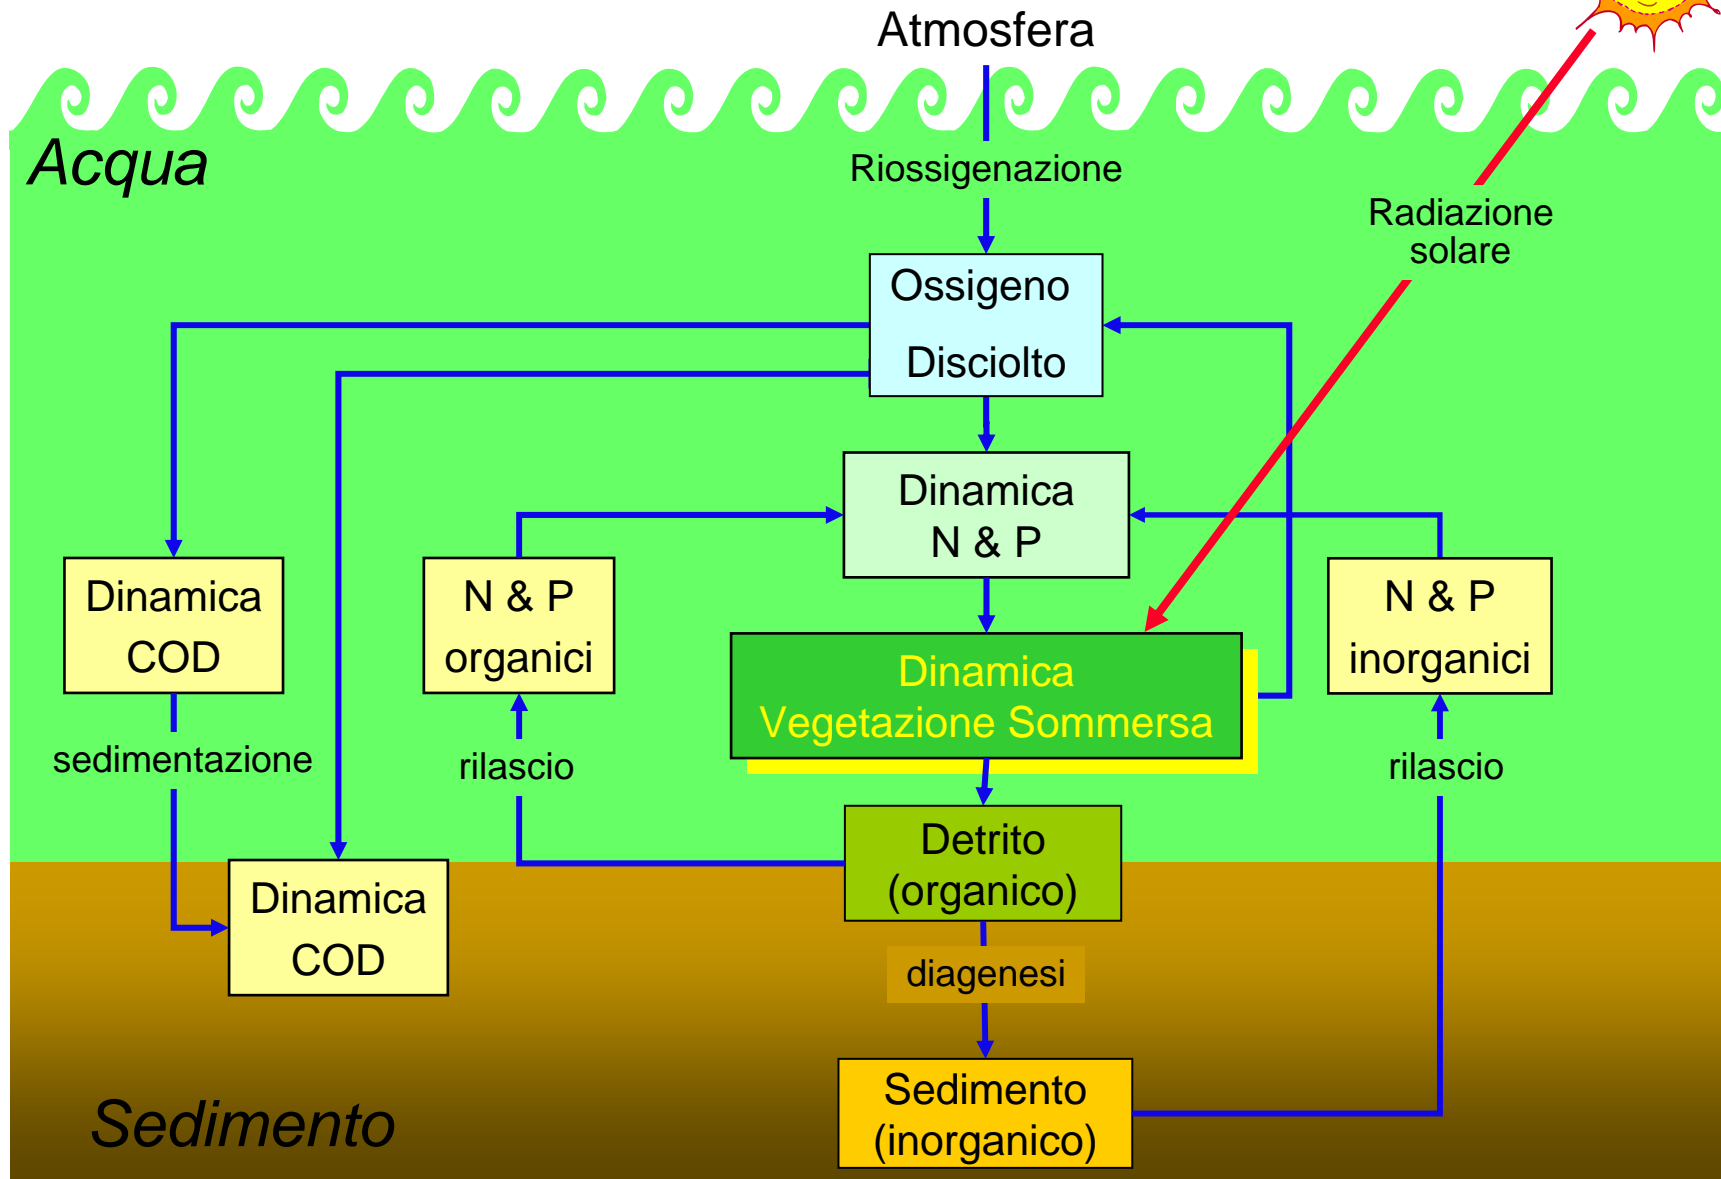 Atmosfera
Acqua
Riossigenazione
Radiazione
solare
Ossigeno
Disciolto
Dinamica
N & P
Dinamica
COD
N & P
organici
N & P
inorganici
Dinamica
Vegetazione Sommersa
sedimentazione
rilascio
rilascio
Detrito
(organico)
Dinamica
COD
diagenesi
Sedimento
(inorganico)
Sedimento